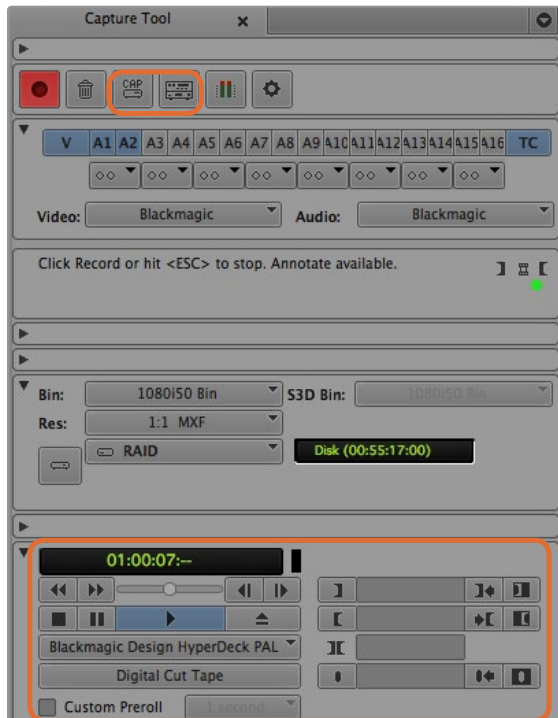 Capture Tool
CAP
V A1 A2 A3 A4 A5 A6 A7 A8 A9 A10 A11 A12 A13 A14 A15 A16 TC
Video: Blackmagic Audio: Blackmagic
Click Record or hit <ESC> to stop. Annotate available.
Bin: 1080i50 Bin S3D Bin: 1080i50 Bin
Res: 1:1 MXF
RAID Disk (00:55:17:00)
01:00:07:--
Blackmagic Design HyperDeck PAL
Digital Cut Tape
Custom Preroll 1 second